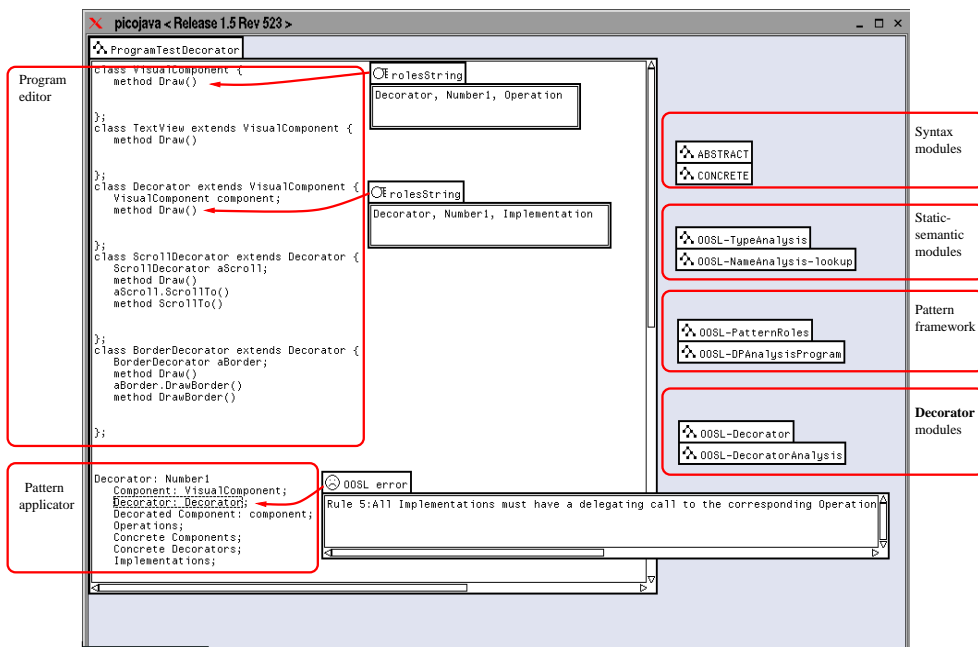 picojava < Release 1.5 Rev 523 >
ProgramTestDecorator
Program
editor
class VisualComponent {
method Draw()
};
class TextView extends VisualComponent {
method Draw()
};
class Decorator extends VisualComponent {
VisualComponent component;
method Draw()
};
class ScrollDecorator extends Decorator {
ScrollDecorator aScroll;
method Draw()
aScroll.ScrollTo()
method ScrollTo()
};
class BorderDecorator extends Decorator {
BorderDecorator aBorder;
method Draw()
aBorder.DrawBorder()
method DrawBorder()
};
rolesString
Decorator, Number1, Operation
rolesString
Decorator, Number1, Implementation
Pattern
applicator
Decorator: Number1
Component: VisualComponent;
Decorator: Decorator;
Decorated Component: component;
Operations;
Concrete Components;
Concrete Decorators;
Implementations;
OOSL error
Rule 5:All Implementations must have a delegating call to the corresponding Operation
ABSTRACT
CONCRETE
Syntax
modules
OOSL-TypeAnalysis
OOSL-NameAnalysis-lookup
Static-
semantic
modules
OOSL-PatternRoles
OOSL-DPAnalysisProgram
Pattern
framework
OOSL-Decorator
OOSL-DecoratorAnalysis
Decorator
modules